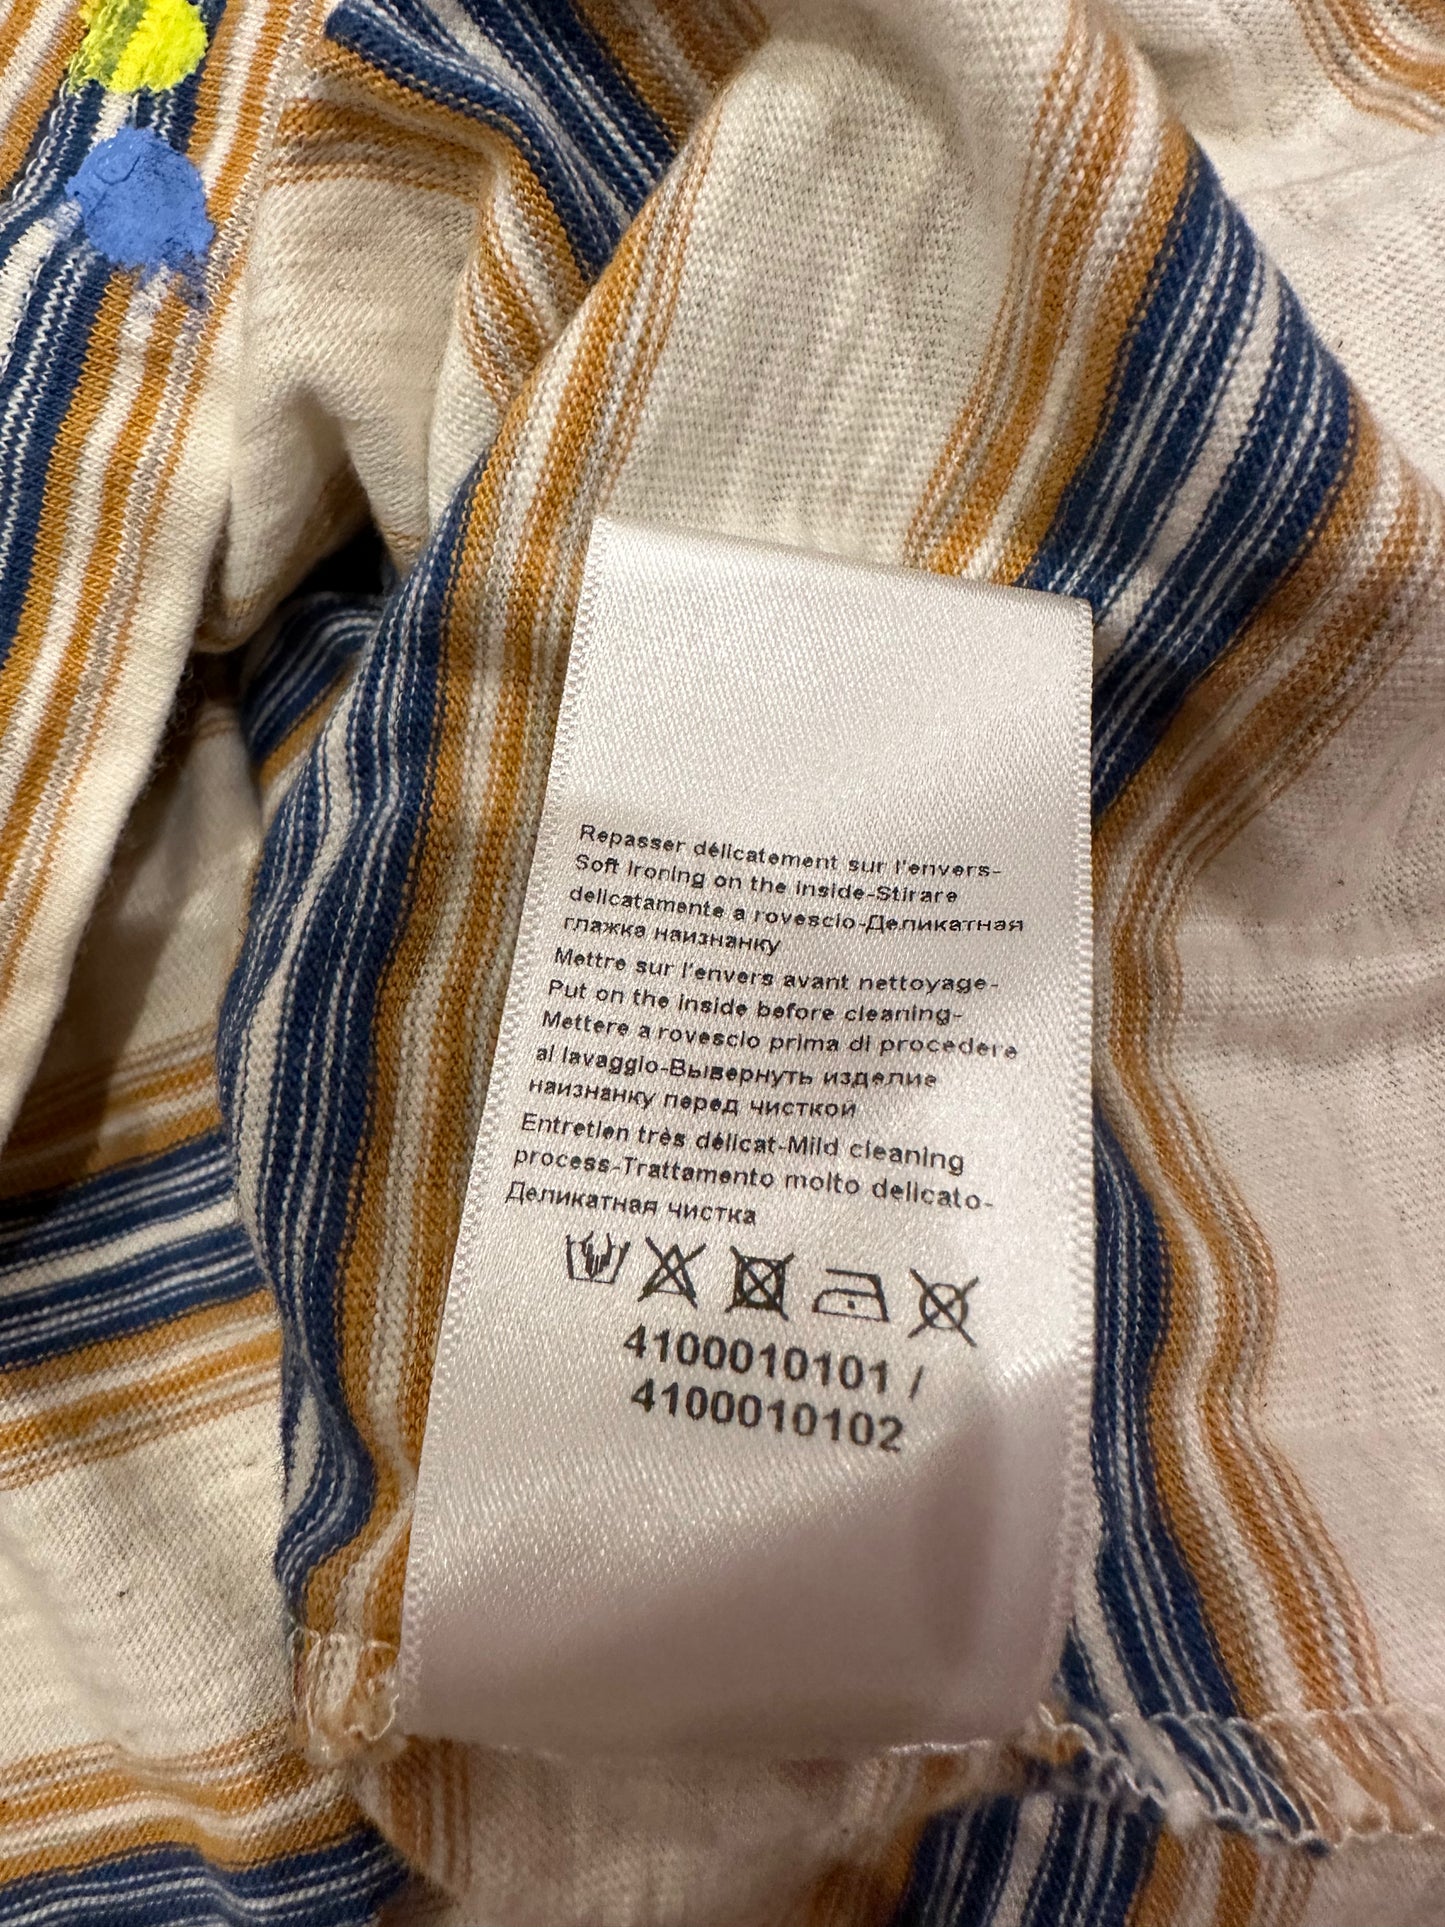 Repasser délicatement sur l'envers-
Soft ironing on the inside-Stirare
delicatamente a rovescio-Деликатная
глажка наизнанку
Mettre sur l'envers avant nettoyage-
Put on the inside before cleaning-
Mettere a rovescio prima di procedere
al lavaggio-Вывернуть изделие
наизнанку перед чисткой
Entretien très délicat-Mild cleaning
process-Trattamento molto delicato-
Деликатная чистка
4100010101 /
4100010102